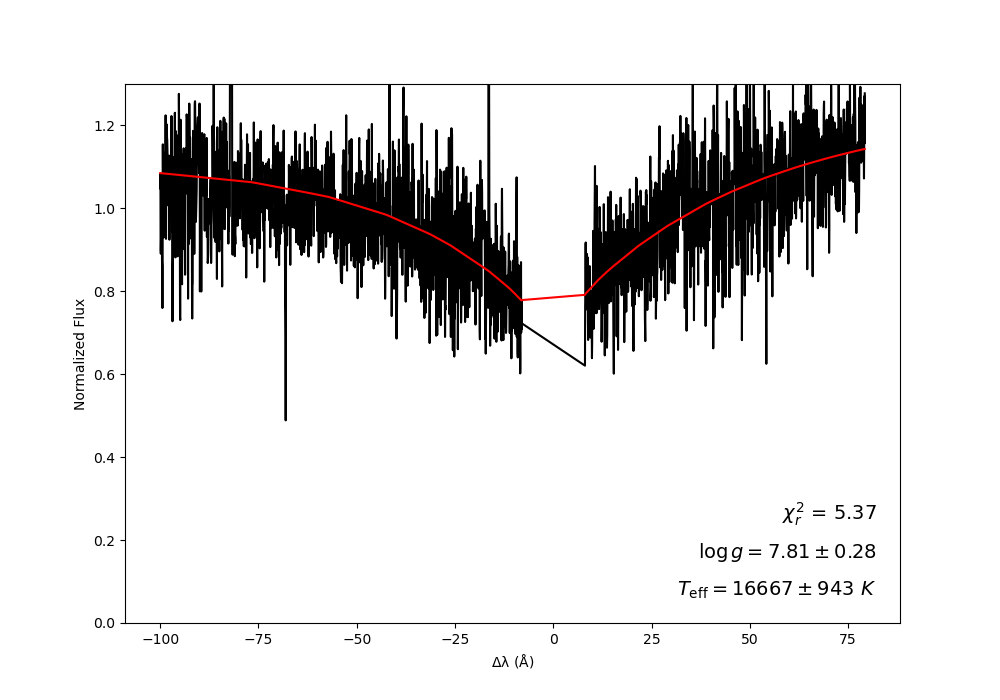 Normalized Flux
1.2
1.0
0.8
0.6
0.4
0.2
0.0
χ²ᵣ = 5.37
log g = 7.81 ± 0.28
T_eff = 16667 ± 943 K
−100 −75 −50 −25 0 25 50 75
Δλ (Å)